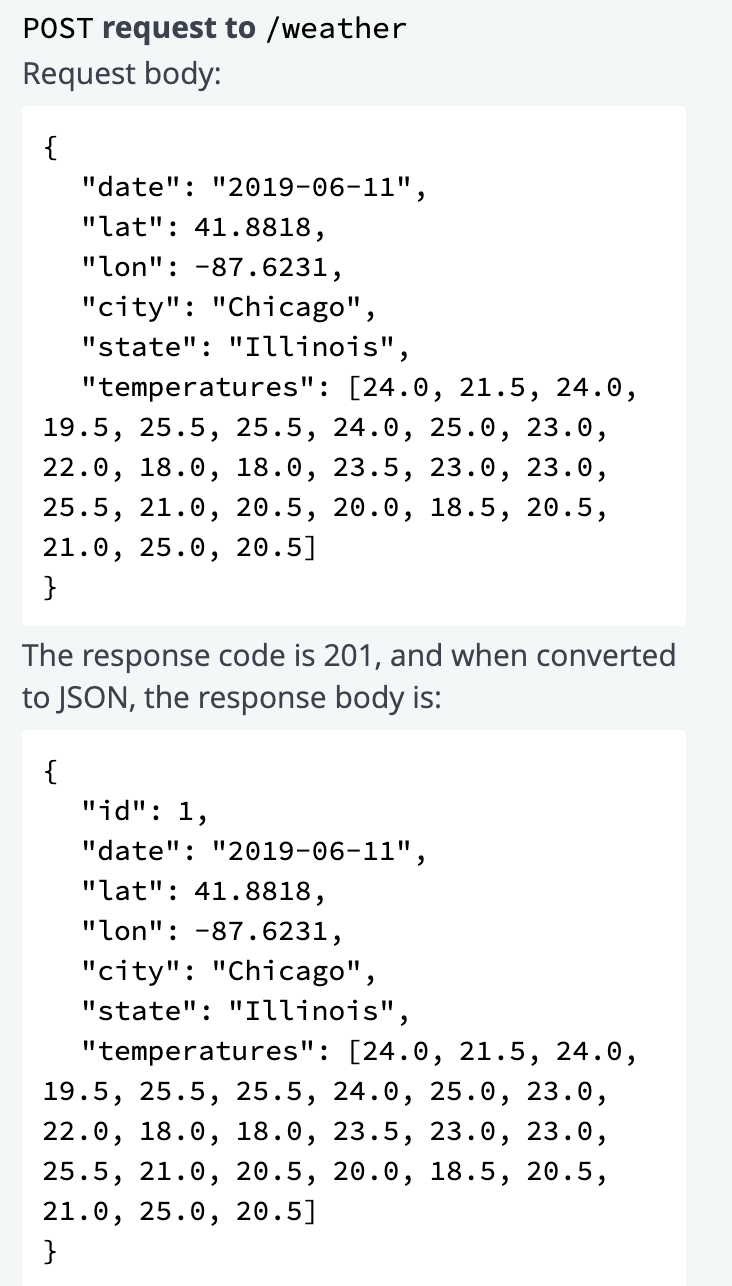 POST request to /weather
Request body:
{
"date": "2019-06-11",
"lat": 41.8818,
"lon": -87.6231,
"city": "Chicago",
"state": "Illinois",
"temperatures": [24.0, 21.5, 24.0,
19.5, 25.5, 25.5, 24.0, 25.0, 23.0,
22.0, 18.0, 18.0, 23.5, 23.0, 23.0,
25.5, 21.0, 20.5, 20.0, 18.5, 20.5,
21.0, 25.0, 20.5]
}
The response code is 201, and when converted
to JSON, the response body is:
{
"id": 1,
"date": "2019-06-11",
"lat": 41.8818,
"lon": -87.6231,
"city": "Chicago",
"state": "Illinois",
"temperatures": [24.0, 21.5, 24.0,
19.5, 25.5, 25.5, 24.0, 25.0, 23.0,
22.0, 18.0, 18.0, 23.5, 23.0, 23.0,
25.5, 21.0, 20.5, 20.0, 18.5, 20.5,
21.0, 25.0, 20.5]
}